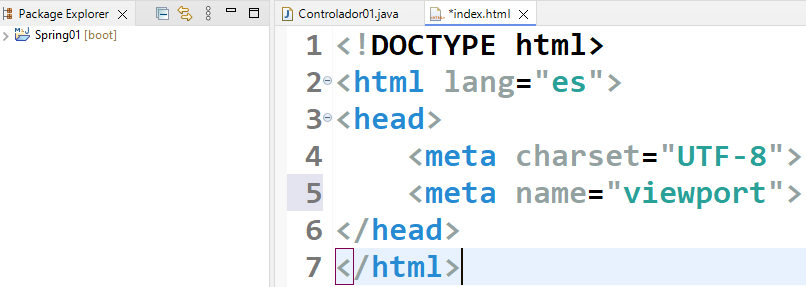 Package Explorer
Spring01 [boot]
Controlador01.java
*index.html
1 <!DOCTYPE html>
2 <html lang="es">
3 <head>
4 <meta charset="UTF-8">
5 <meta name="viewport">
6 </head>
7 </html>